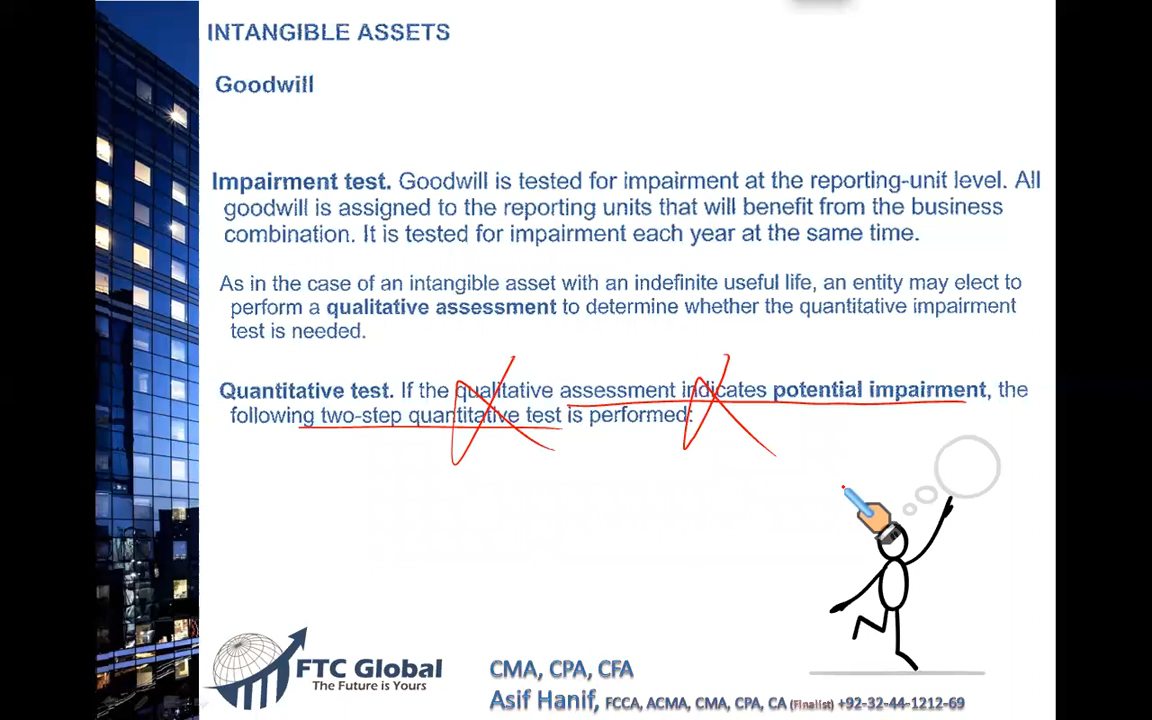 INTANGIBLE ASSETS
Goodwill
Impairment test. Goodwill is tested for impairment at the reporting-unit level. All
goodwill is assigned to the reporting units that will benefit from the business
combination. It is tested for impairment each year at the same time.
As in the case of an intangible asset with an indefinite useful life, an entity may elect to
perform a qualitative assessment to determine whether the quantitative impairment
test is needed.
Quantitative test. If the qualitative assessment indicates potential impairment, the
following two-step quantitative test is performed:
FTC Global
The Future is Yours
CMA, CPA, CFA
Asif Hanif, FCCA, ACMA, CMA, CPA, CA (Finalist) +92-32-44-1212-69